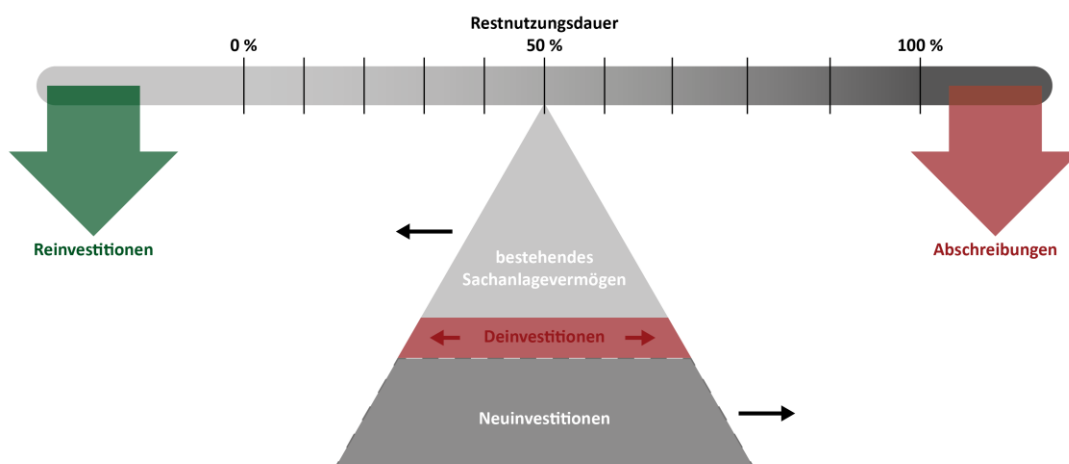 Restnutzungsdauer
0 % 50 % 100 %
Reinvestitionen
Abschreibungen
bestehendes
Sachanlagevermögen
Deinvestitionen
Neuinvestitionen